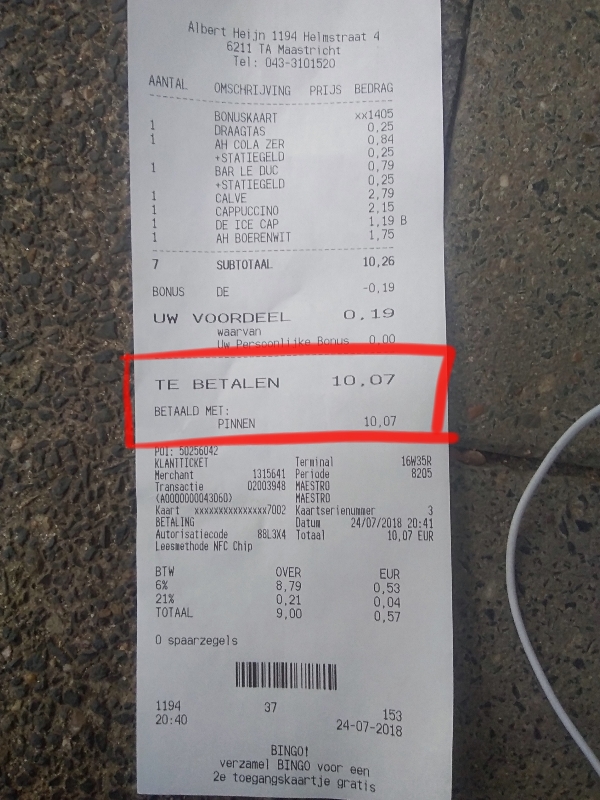 Albert Heijn 1194 Helmstraat 4
6211 TA Maastricht
Tel: 043-3101520
AANTAL OMSCHRIJVING PRIJS BEDRAG
BONUSKAART xx1405
1 DRAAGTAS 0,25
1 AH COLA ZER 0,84
+STATIEGELD 0,25
1 BAR LE DUC 0,79
+STATIEGELD 0,25
1 CALVE 2,79
1 CAPPUCCINO 2,15
1 DE ICE CAP 1,19 B
1 AH BOERENWIT 1,75
7 SUBTOTAAL 10,26
BONUS DE -0,19
UW VOORDEEL 0.19
waarvan
Uw Persoonlijke Bonus 0,00
TE BETALEN 10,07
BETAALD MET:
PINNEN 10,07
POI: 50256042
KLANTTICKET Terminal 16W35R
Merchant 1315641 Periode 8205
Transactie 02003948 MAESTRO
(A0000000043060) MAESTRO
Kaart xxxxxxxxxxxxxxx7002 Kaartserienummer 3
BETALING Datum 24/07/2018 20:41
Autorisatiecode 88L3X4 Totaal 10,07 EUR
Leesmethode NFC Chip
BTW OVER EUR
6% 8,79 0,53
21% 0,21 0,04
TOTAAL 9,00 0,57
0 spaarzegels
1194 37 153
20:40 24-07-2018
BINGO!
verzamel BINGO voor een
2e toegangskaartje gratis